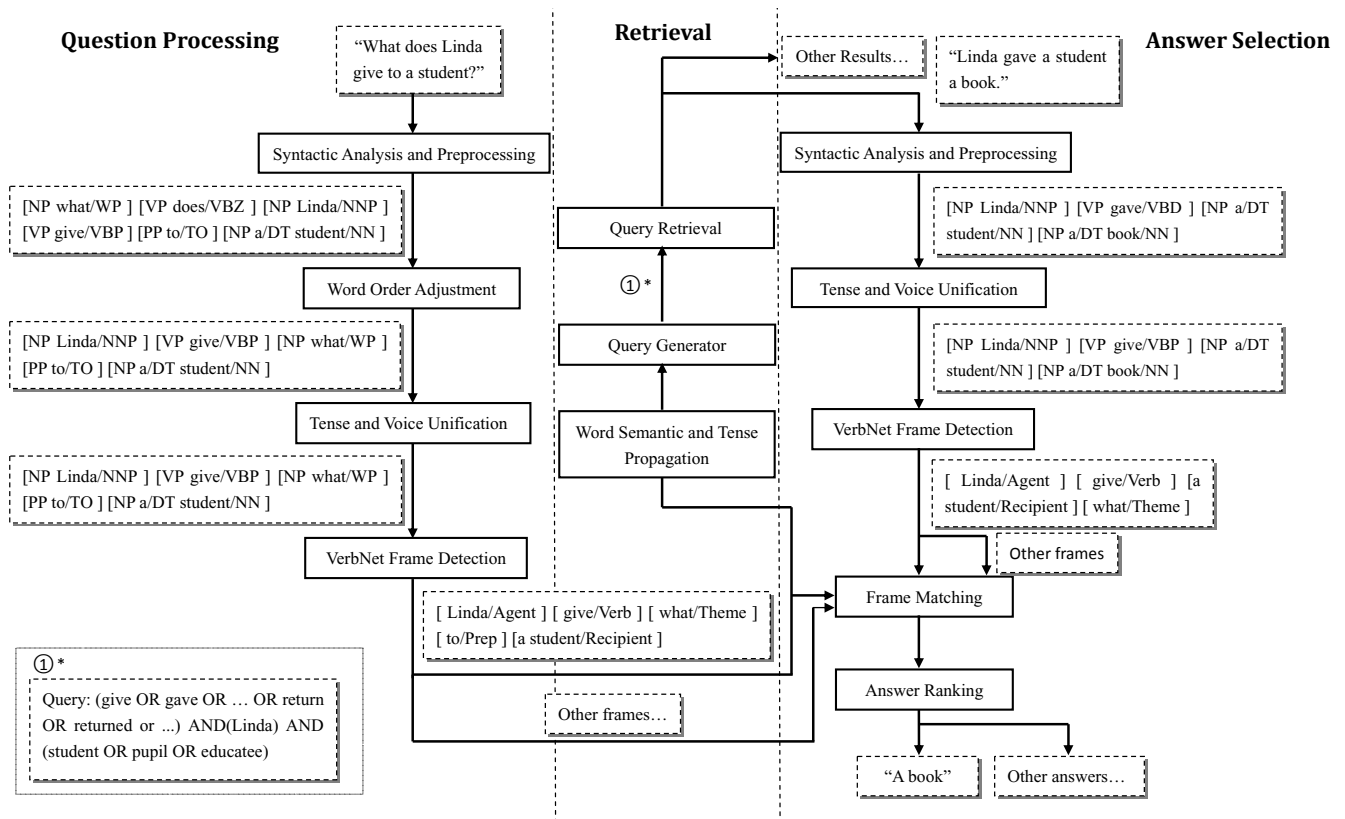 Question Processing
“What does Linda
give to a student?”
Syntactic Analysis and Preprocessing
[NP what/WP ] [VP does/VBZ ] [NP Linda/NNP ]
[VP give/VBP ] [PP to/TO ] [NP a/DT student/NN ]
Word Order Adjustment
[NP Linda/NNP ] [VP give/VBP ] [NP what/WP ]
[PP to/TO ] [NP a/DT student/NN ]
Tense and Voice Unification
[NP Linda/NNP ] [VP give/VBP ] [NP what/WP ]
[PP to/TO ] [NP a/DT student/NN ]
VerbNet Frame Detection
[ Linda/Agent ] [ give/Verb ] [ what/Theme ]
[ to/Prep ] [a student/Recipient ]
Other frames…
① *
Query: (give OR gave OR … OR return
OR returned or ...) AND(Linda) AND
(student OR pupil OR educatee)
Retrieval
Query Retrieval
① *
Query Generator
Word Semantic and Tense
Propagation
Answer Selection
Other Results…
“Linda gave a student
a book.”
Syntactic Analysis and Preprocessing
[NP Linda/NNP ] [VP gave/VBD ] [NP a/DT
student/NN ] [NP a/DT book/NN ]
Tense and Voice Unification
[NP Linda/NNP ] [VP give/VBP ] [NP a/DT
student/NN ] [NP a/DT book/NN ]
VerbNet Frame Detection
[ Linda/Agent ] [ give/Verb ] [a
student/Recipient ] [ what/Theme ]
Other frames
Frame Matching
Answer Ranking
“A book”
Other answers…